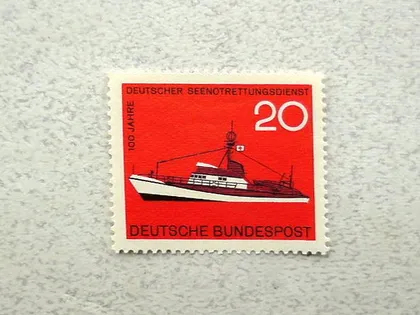 DEUTSCHER SEENOTRETTUNGSDIENST
100 JAHRE
20
DEUTSCHE BUNDESPOST